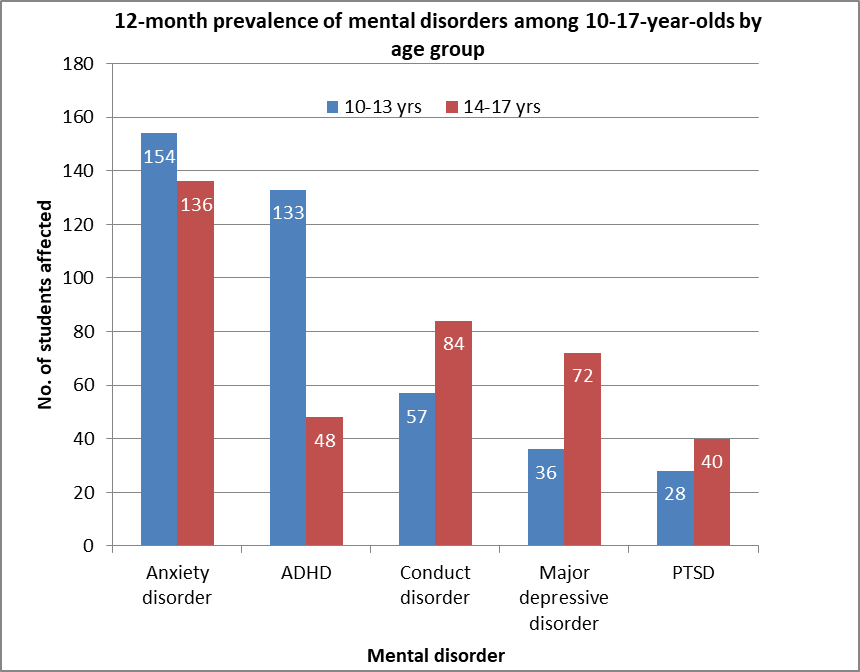 12-month prevalence of mental disorders among 10-17-year-olds by
age group
180
160
140
120
100
80
60
40
20
0
No. of students affected
10-13 yrs 14-17 yrs
154
136
133
48
57
84
36
72
28
40
Anxiety
disorder
ADHD
Conduct
disorder
Major
depressive
disorder
PTSD
Mental disorder